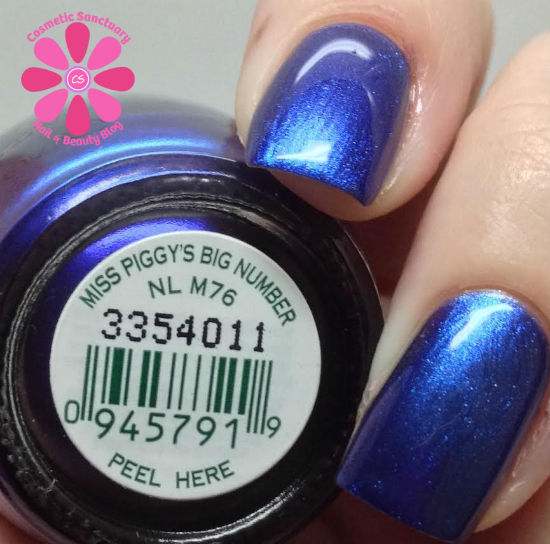 Cosmetic Sanctuary
CS
Nail & Beauty Blog
MISS PIGGY'S BIG NUMBER
NL M76
3354011
0 945791 9
PEEL HERE